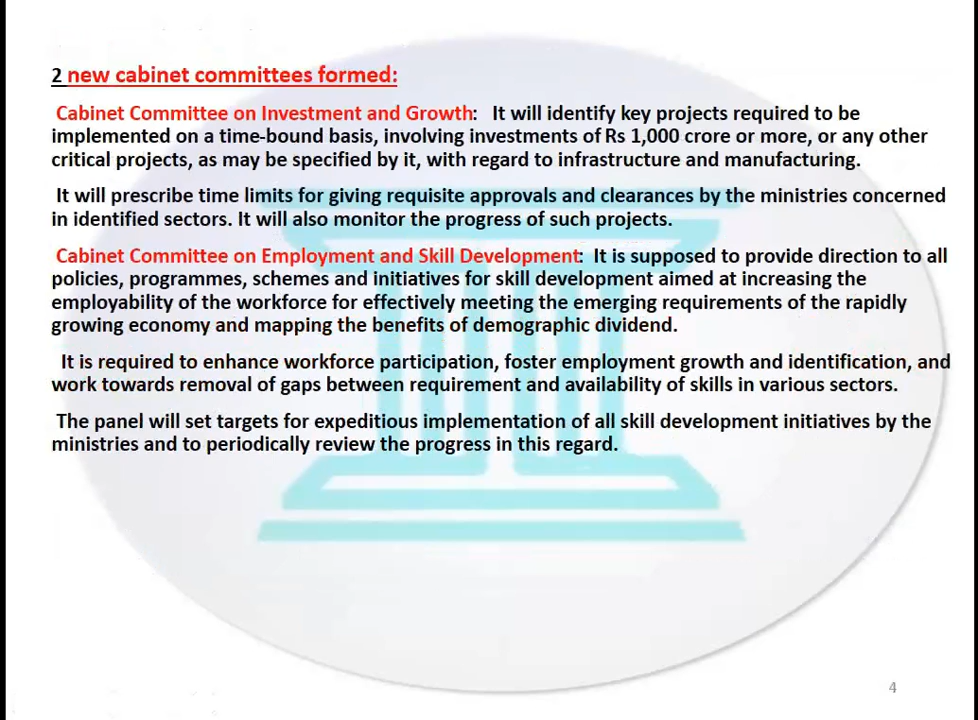 2 new cabinet committees formed:
Cabinet Committee on Investment and Growth: It will identify key projects required to be
implemented on a time-bound basis, involving investments of Rs 1,000 crore or more, or any other
critical projects, as may be specified by it, with regard to infrastructure and manufacturing.
It will prescribe time limits for giving requisite approvals and clearances by the ministries concerned
in identified sectors. It will also monitor the progress of such projects.
Cabinet Committee on Employment and Skill Development: It is supposed to provide direction to all
policies, programmes, schemes and initiatives for skill development aimed at increasing the
employability of the workforce for effectively meeting the emerging requirements of the rapidly
growing economy and mapping the benefits of demographic dividend.
It is required to enhance workforce participation, foster employment growth and identification, and
work towards removal of gaps between requirement and availability of skills in various sectors.
The panel will set targets for expeditious implementation of all skill development initiatives by the
ministries and to periodically review the progress in this regard.
4